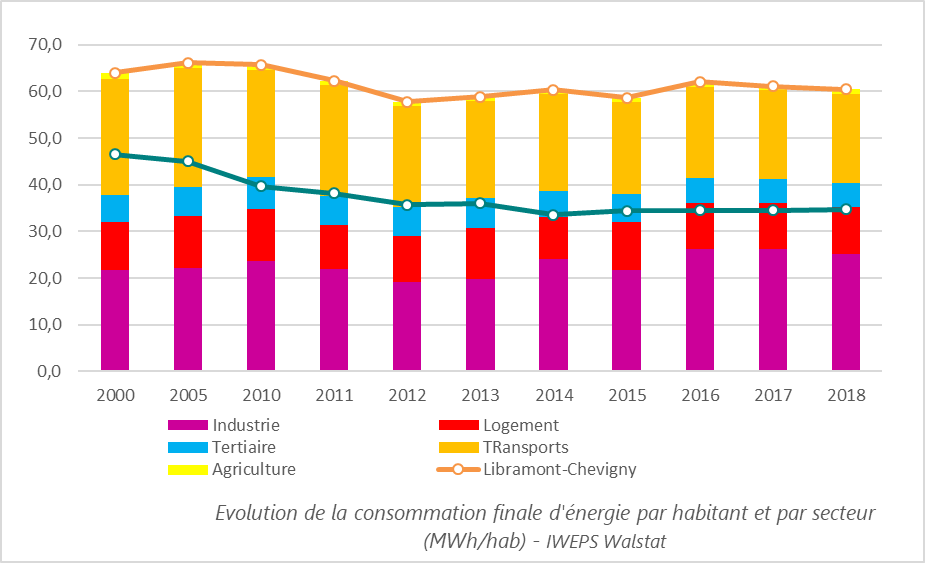 70,0
60,0
50,0
40,0
30,0
20,0
10,0
0,0
2000 2005 2010 2011 2012 2013 2014 2015 2016 2017 2018
Industrie Logement
Tertiaire TRansports
Agriculture Libramont-Chevigny
Evolution de la consommation finale d'énergie par habitant et par secteur
(MWh/hab) - IWEPS Walstat